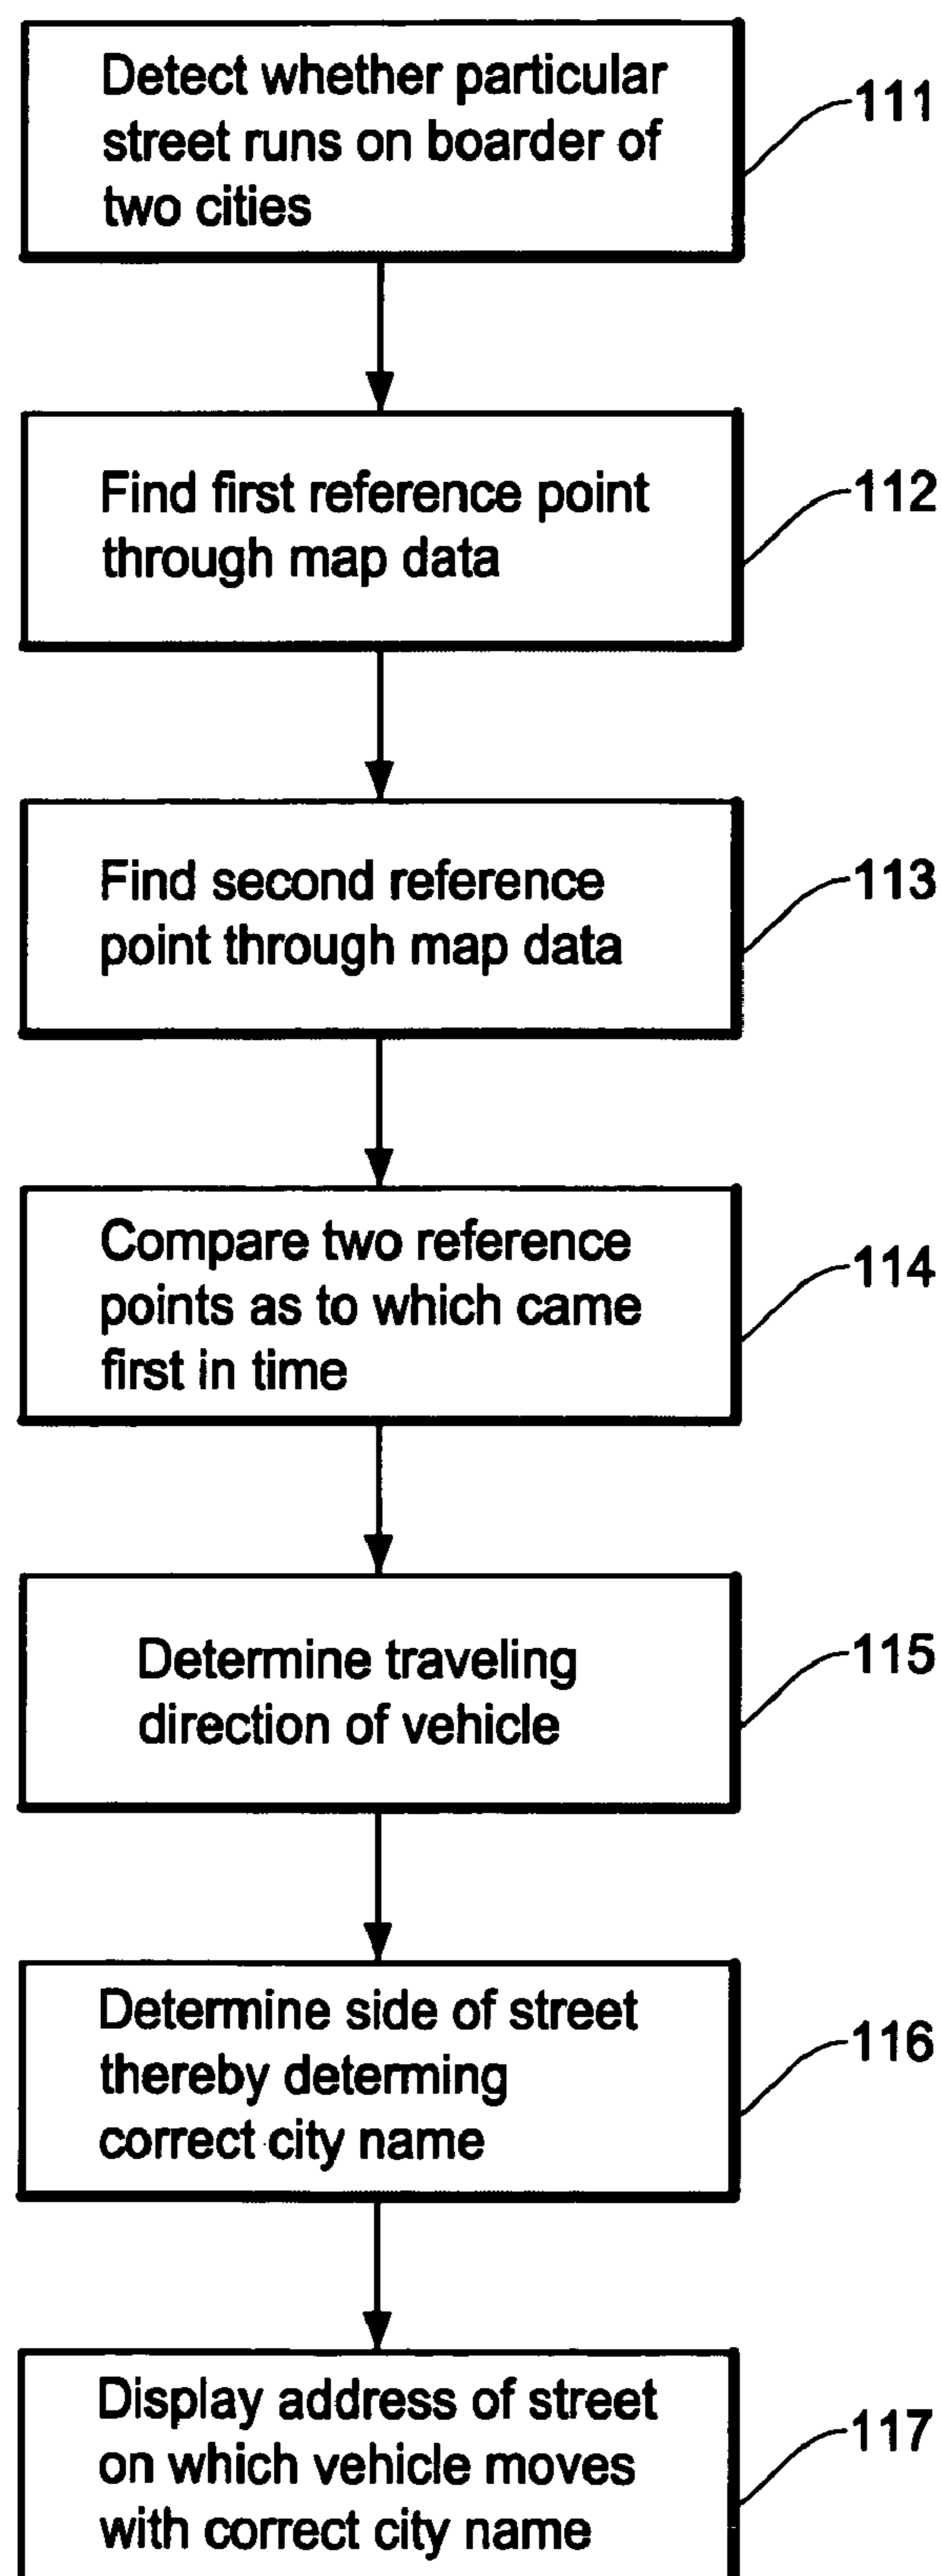 Detect whether particular
street runs on boarder of
two cities
111
Find first reference point
through map data
112
Find second reference
point through map data
113
Compare two reference
points as to which came
first in time
114
Determine traveling
direction of vehicle
115
Determine side of street
thereby determing
correct city name
116
Display address of street
on which vehicle moves
with correct city name
117